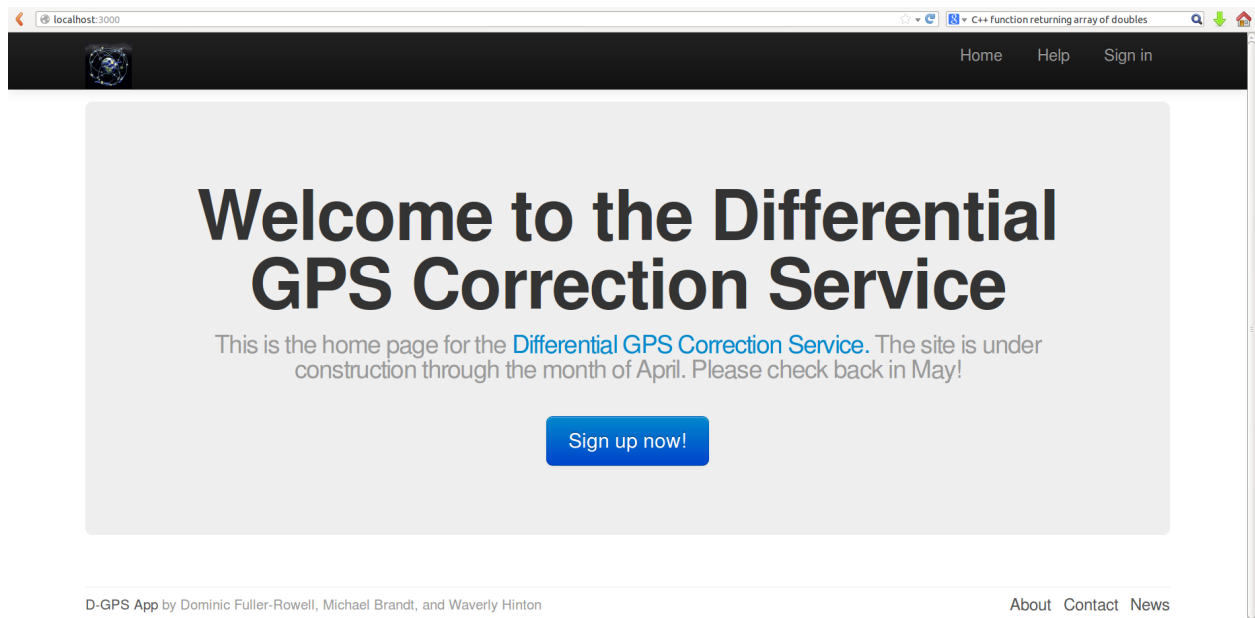 localhost:3000
C++ function returning array of doubles
Home Help Sign in
Welcome to the Differential
GPS Correction Service
This is the home page for the Differential GPS Correction Service. The site is under
construction through the month of April. Please check back in May!
Sign up now!
D-GPS App by Dominic Fuller-Rowell, Michael Brandt, and Waverly Hinton
About Contact News